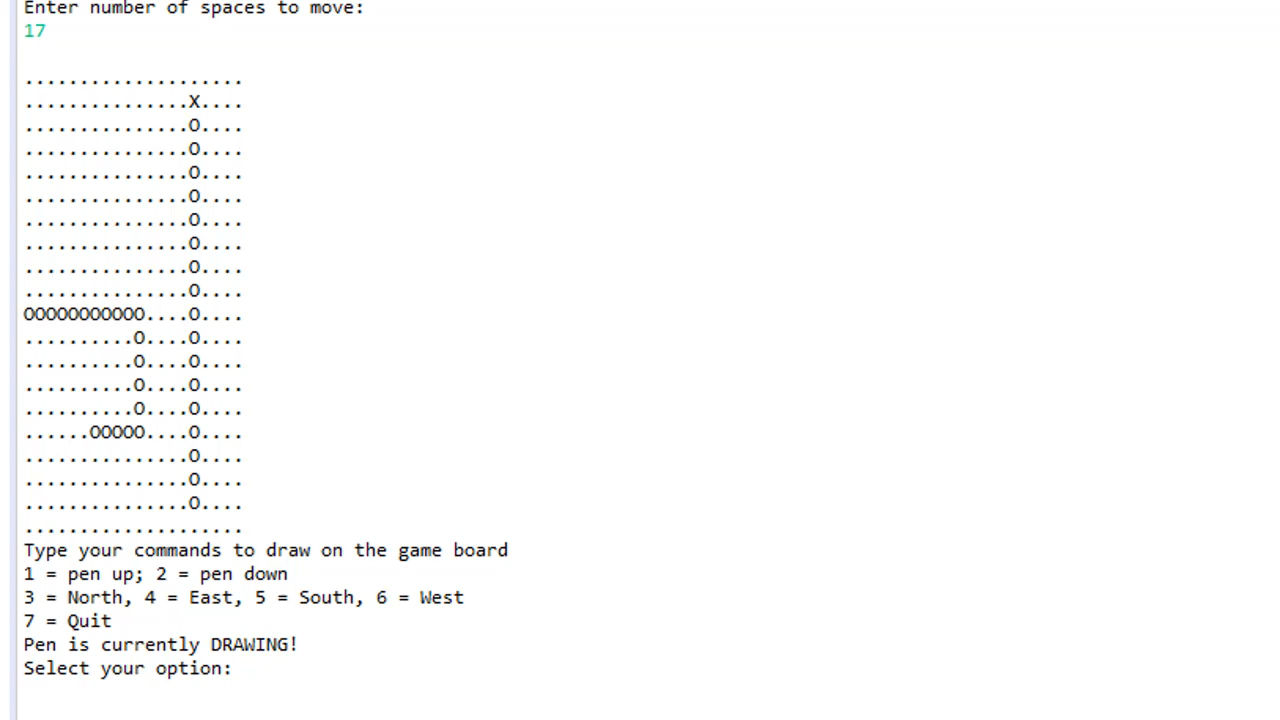 Enter number of spaces to move:
17
....................
...............X....
...............O....
...............O....
...............O....
...............O....
...............O....
...............O....
...............O....
...............O....
OOOOOOOOOOO....O....
..........O....O....
..........O....O....
..........O....O....
..........O....O....
......OOOOO....O....
...............O....
...............O....
...............O....
....................
Type your commands to draw on the game board
1 = pen up; 2 = pen down
3 = North, 4 = East, 5 = South, 6 = West
7 = Quit
Pen is currently DRAWING!
Select your option: